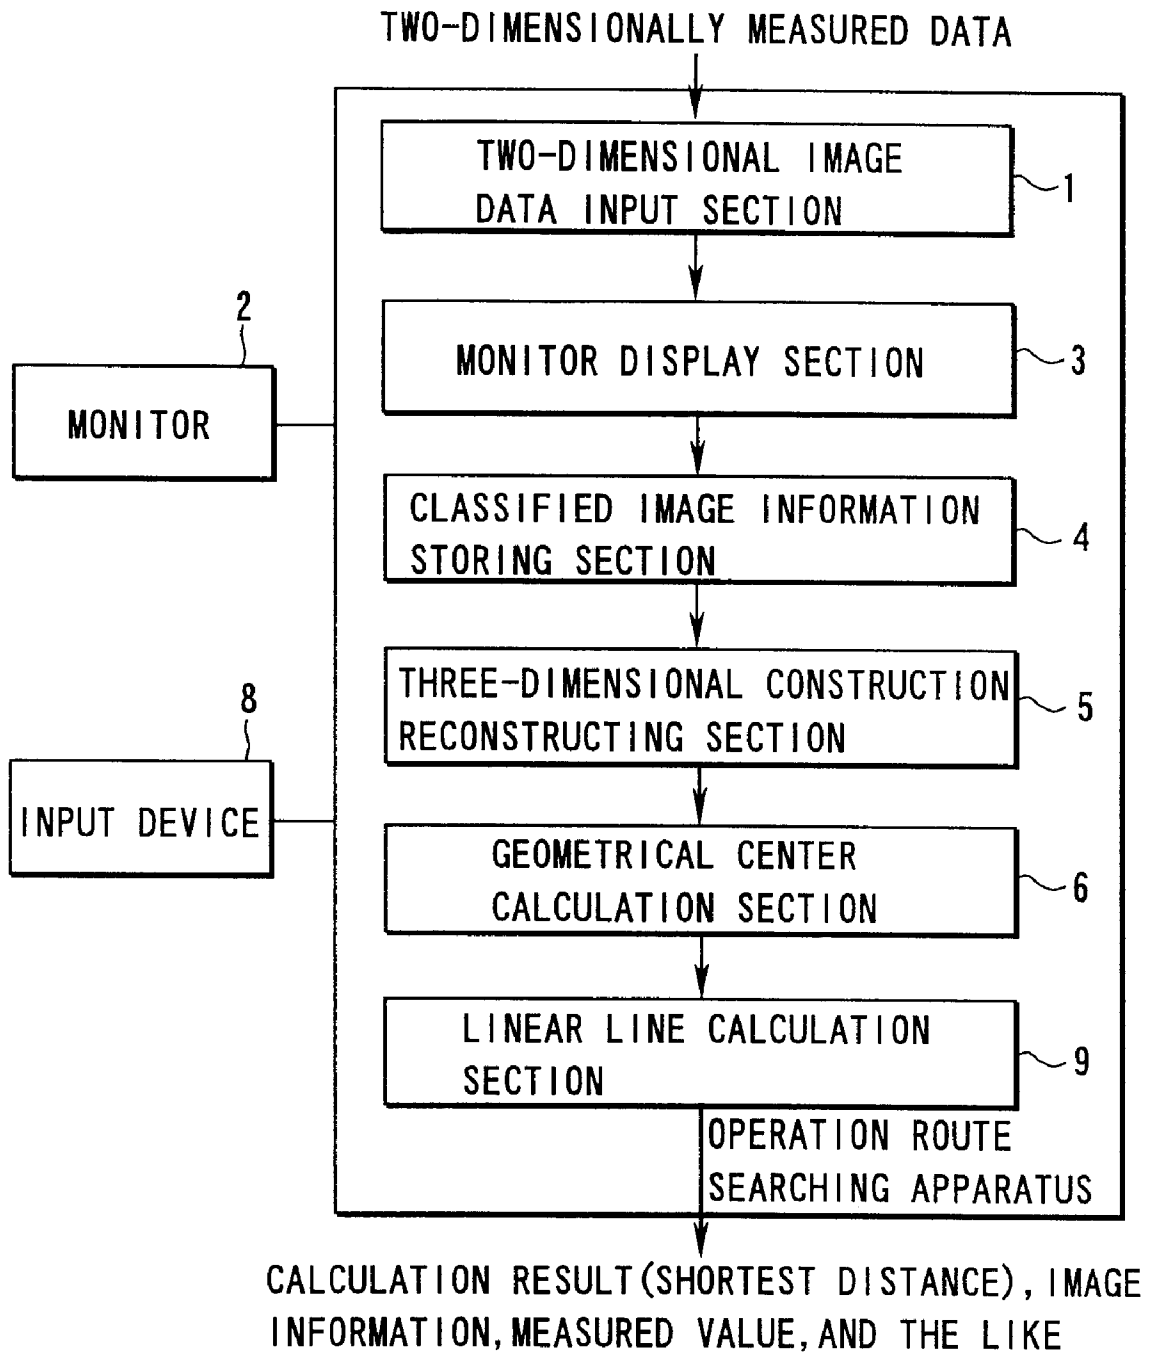 TWO-DIMENSIONALLY MEASURED DATA
TWO-DIMENSIONAL IMAGE
DATA INPUT SECTION
1
2
MONITOR
MONITOR DISPLAY SECTION
3
CLASSIFIED IMAGE INFORMATION
STORING SECTION
4
THREE-DIMENSIONAL CONSTRUCTION
RECONSTRUCTING SECTION
5
8
INPUT DEVICE
GEOMETRICAL CENTER
CALCULATION SECTION
6
LINEAR LINE CALCULATION
SECTION
9
OPERATION ROUTE
SEARCHING APPARATUS
CALCULATION RESULT(SHORTEST DISTANCE), IMAGE
INFORMATION, MEASURED VALUE, AND THE LIKE